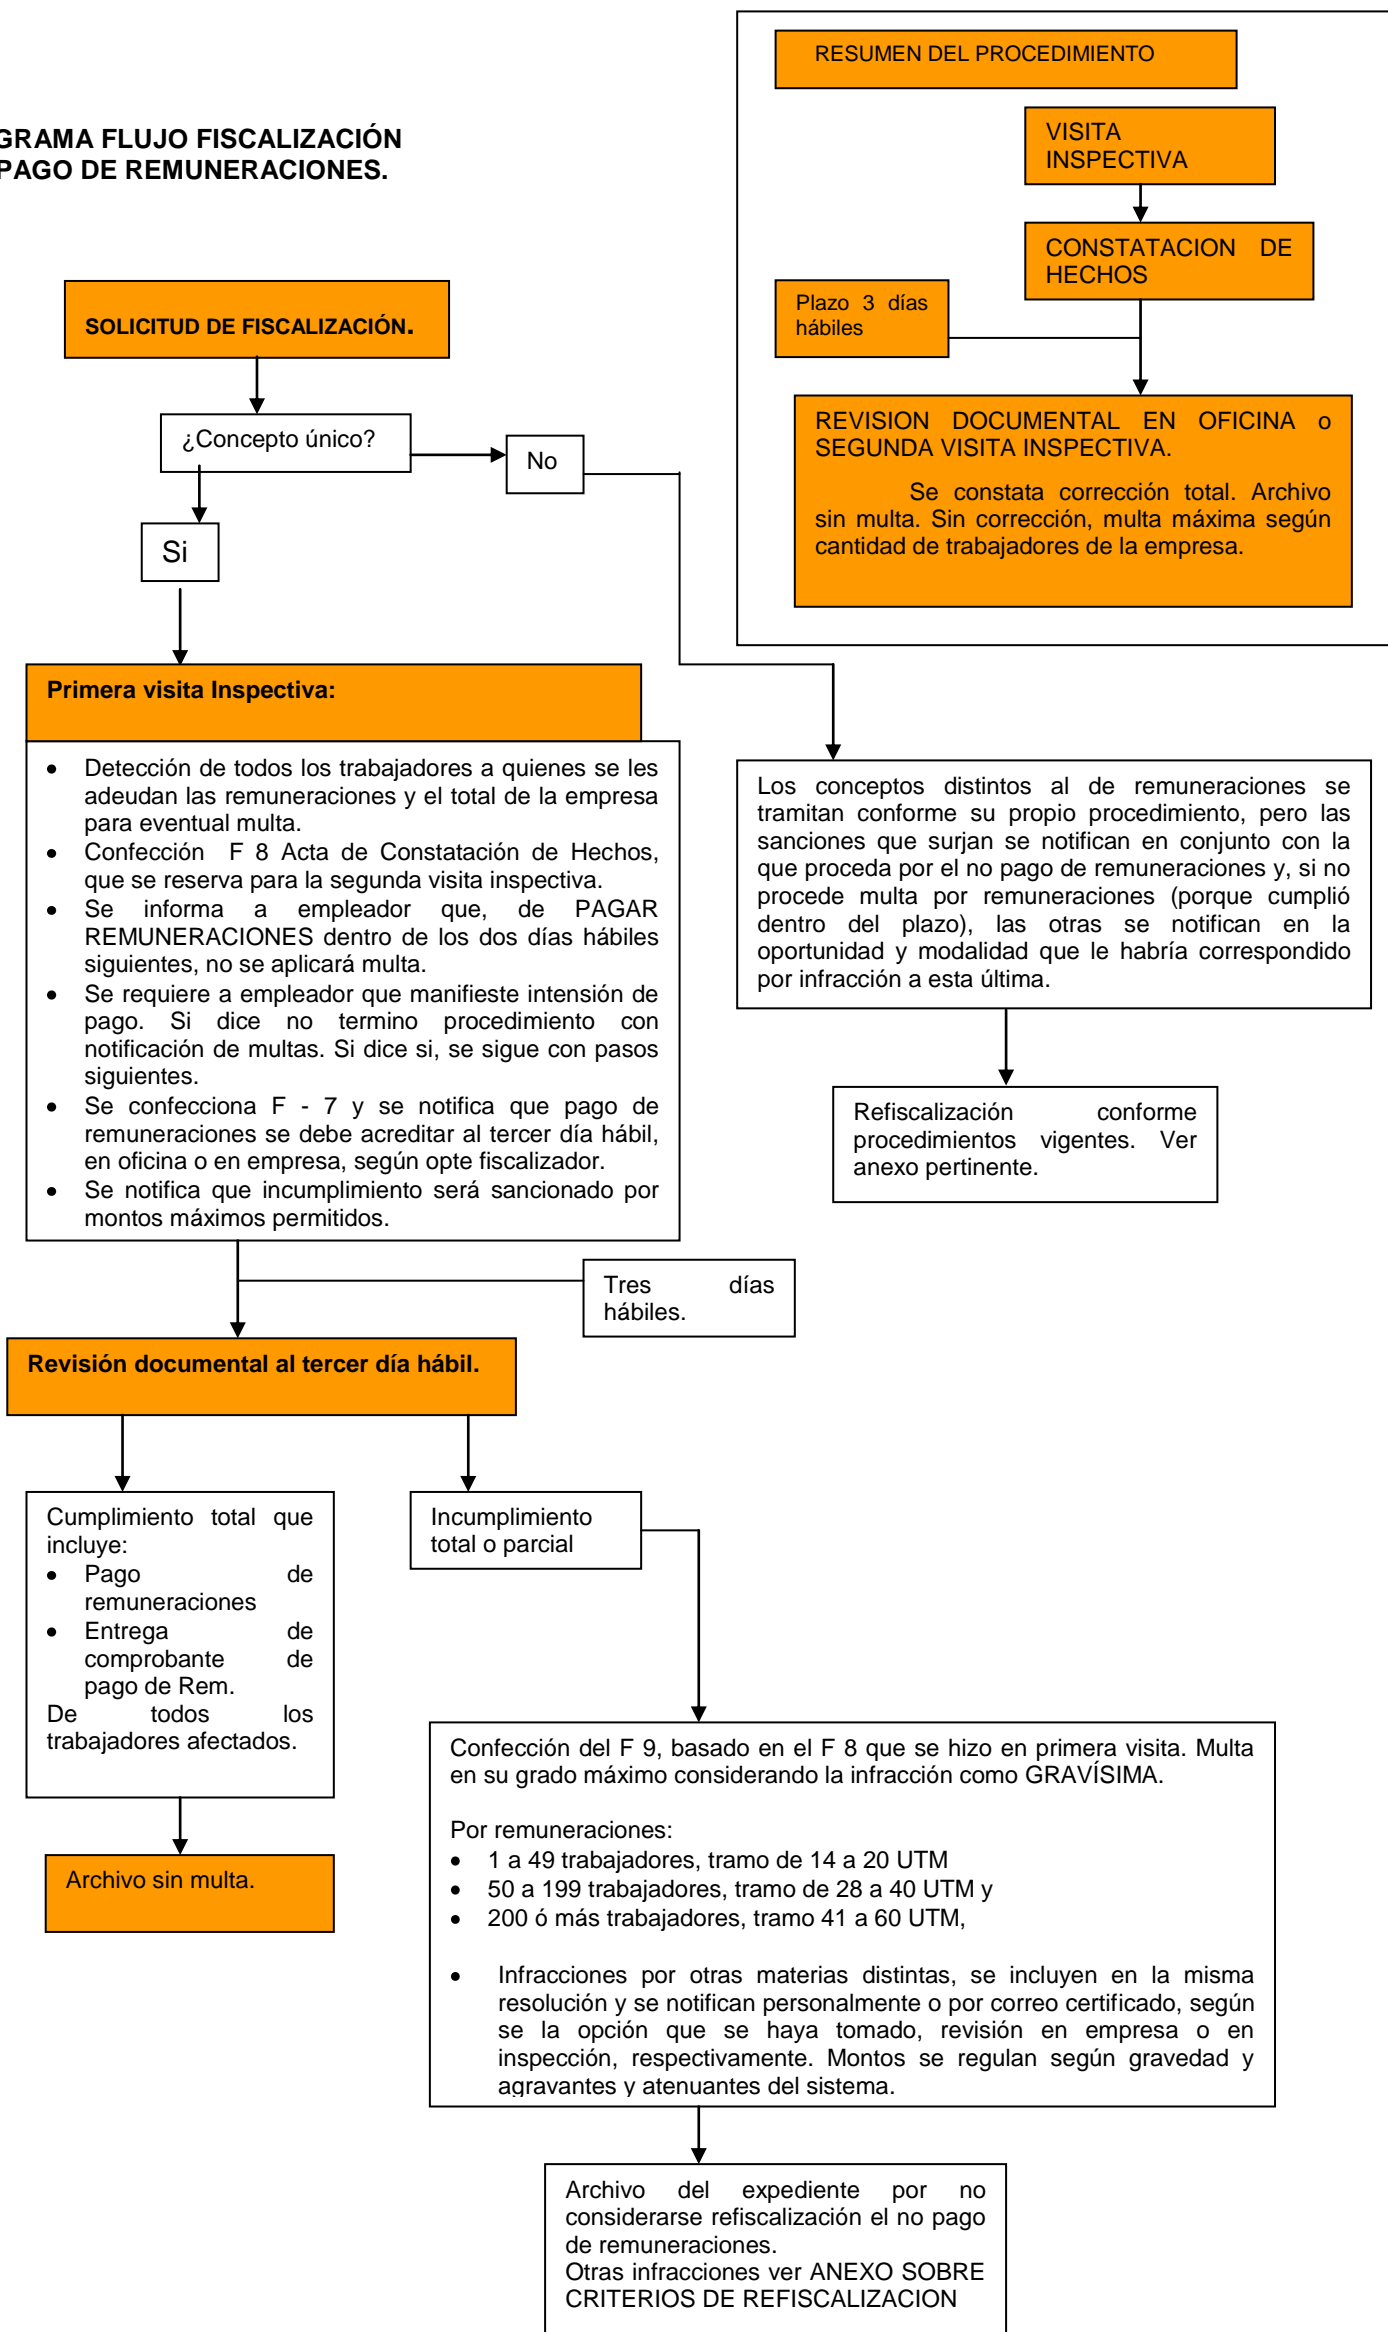 GRAMA FLUJO FISCALIZACIÓN
PAGO DE REMUNERACIONES.
RESUMEN DEL PROCEDIMIENTO
VISITA
INSPECTIVA
CONSTATACION DE
HECHOS
Plazo 3 días
hábiles
REVISION DOCUMENTAL EN OFICINA o
SEGUNDA VISITA INSPECTIVA.
Se constata corrección total. Archivo
sin multa. Sin corrección, multa máxima según
cantidad de trabajadores de la empresa.
SOLICITUD DE FISCALIZACIÓN.
¿Concepto único?
No
Si
Primera visita Inspectiva:
• Detección de todos los trabajadores a quienes se les
adeudan las remuneraciones y el total de la empresa
para eventual multa.
• Confección F 8 Acta de Constatación de Hechos,
que se reserva para la segunda visita inspectiva.
• Se informa a empleador que, de PAGAR
REMUNERACIONES dentro de los dos días hábiles
siguientes, no se aplicará multa.
• Se requiere a empleador que manifieste intensión de
pago. Si dice no termino procedimiento con
notificación de multas. Si dice si, se sigue con pasos
siguientes.
• Se confecciona F - 7 y se notifica que pago de
remuneraciones se debe acreditar al tercer día hábil,
en oficina o en empresa, según opte fiscalizador.
• Se notifica que incumplimiento será sancionado por
montos máximos permitidos.
Los conceptos distintos al de remuneraciones se
tramitan conforme su propio procedimiento, pero las
sanciones que surjan se notifican en conjunto con la
que proceda por el no pago de remuneraciones y, si no
procede multa por remuneraciones (porque cumplió
dentro del plazo), las otras se notifican en la
oportunidad y modalidad que le habría correspondido
por infracción a esta última.
Refiscalización conforme
procedimientos vigentes. Ver
anexo pertinente.
Tres días
hábiles.
Revisión documental al tercer día hábil.
Cumplimiento total que
incluye:
• Pago de
remuneraciones
• Entrega de
comprobante de
pago de Rem.
De todos los
trabajadores afectados.
Incumplimiento
total o parcial
Archivo sin multa.
Confección del F 9, basado en el F 8 que se hizo en primera visita. Multa
en su grado máximo considerando la infracción como GRAVÍSIMA.
Por remuneraciones:
• 1 a 49 trabajadores, tramo de 14 a 20 UTM
• 50 a 199 trabajadores, tramo de 28 a 40 UTM y
• 200 ó más trabajadores, tramo 41 a 60 UTM,
• Infracciones por otras materias distintas, se incluyen en la misma
resolución y se notifican personalmente o por correo certificado, según
se la opción que se haya tomado, revisión en empresa o en
inspección, respectivamente. Montos se regulan según gravedad y
agravantes y atenuantes del sistema.
Archivo del expediente por no
considerarse refiscalización el no pago
de remuneraciones.
Otras infracciones ver ANEXO SOBRE
CRITERIOS DE REFISCALIZACION